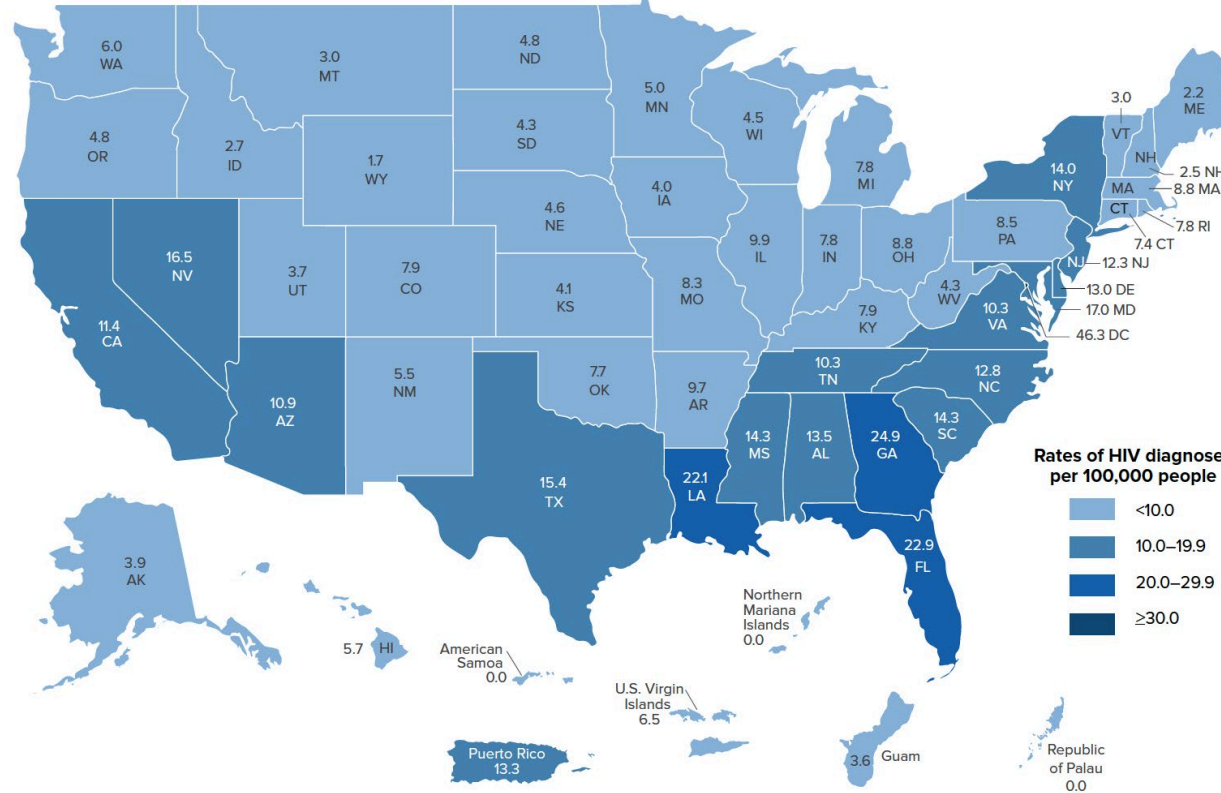 6.0
WA
3.0
MT
4.8
ND
5.0
MN
4.8
OR
2.7
ID
1.7
WY
4.3
SD
4.5
WI
7.8
MI
4.0
IA
4.6
NE
16.5
NV
3.7
UT
7.9
CO
4.1
KS
8.3
MO
9.9
IL
7.8
IN
8.8
OH
8.5
PA
14.0
NY
3.0
VT
2.2
ME
NH
2.5 NH
MA
8.8 MA
CT
7.8 RI
7.4 CT
NJ
12.3 NJ
13.0 DE
17.0 MD
46.3 DC
4.3
WV
10.3
VA
7.9
KY
11.4
CA
10.9
AZ
5.5
NM
7.7
OK
9.7
AR
10.3
TN
12.8
NC
14.3
SC
14.3
MS
13.5
AL
24.9
GA
15.4
TX
22.1
LA
22.9
FL
Rates of HIV diagnose
per 100,000 people
<10.0
10.0–19.9
20.0–29.9
≥30.0
3.9
AK
5.7
HI
American
Samoa
0.0
Northern
Mariana
Islands
0.0
U.S. Virgin
Islands
6.5
Puerto Rico
13.3
3.6
Guam
Republic
of Palau
0.0